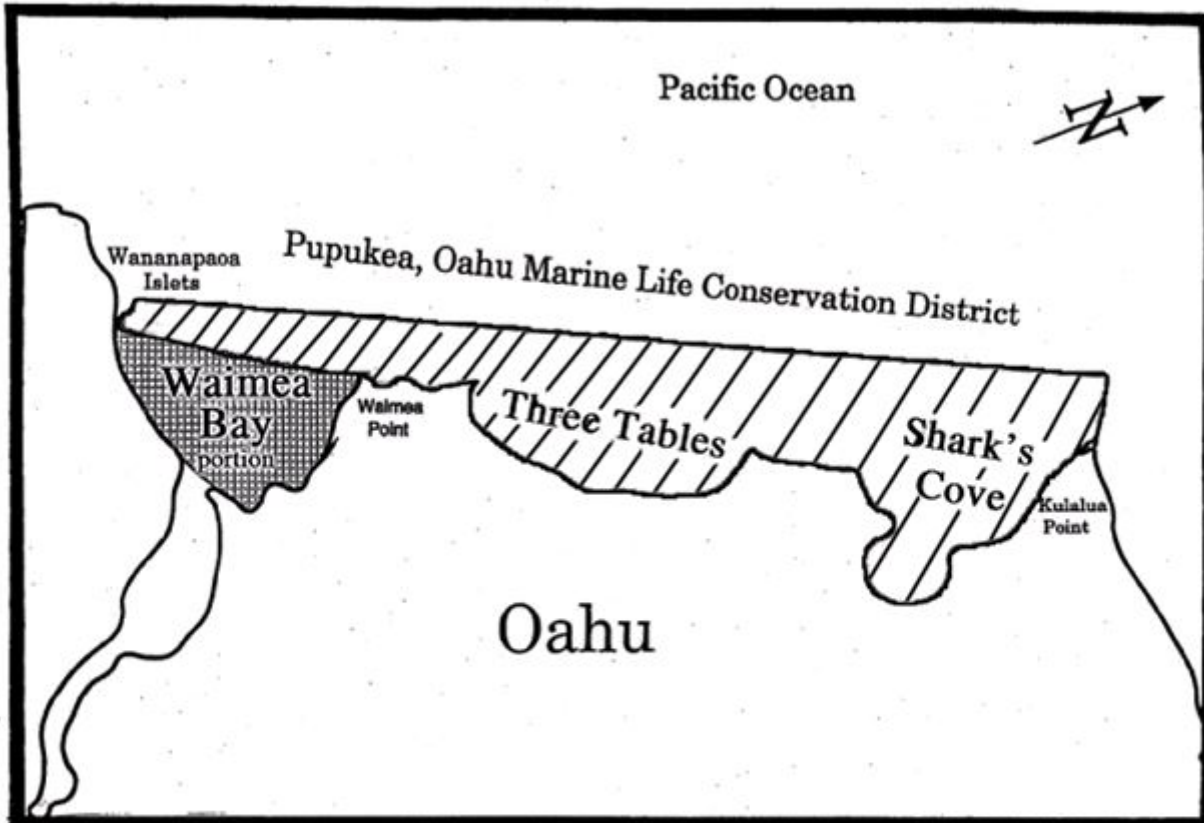 Pacific Ocean
N
Wananapaoa
Islets
Pupukea, Oahu Marine Life Conservation District
Waimea
Bay
portion
Waimea
Point
Three Tables
Shark's
Cove
Kulalua
Point
Oahu